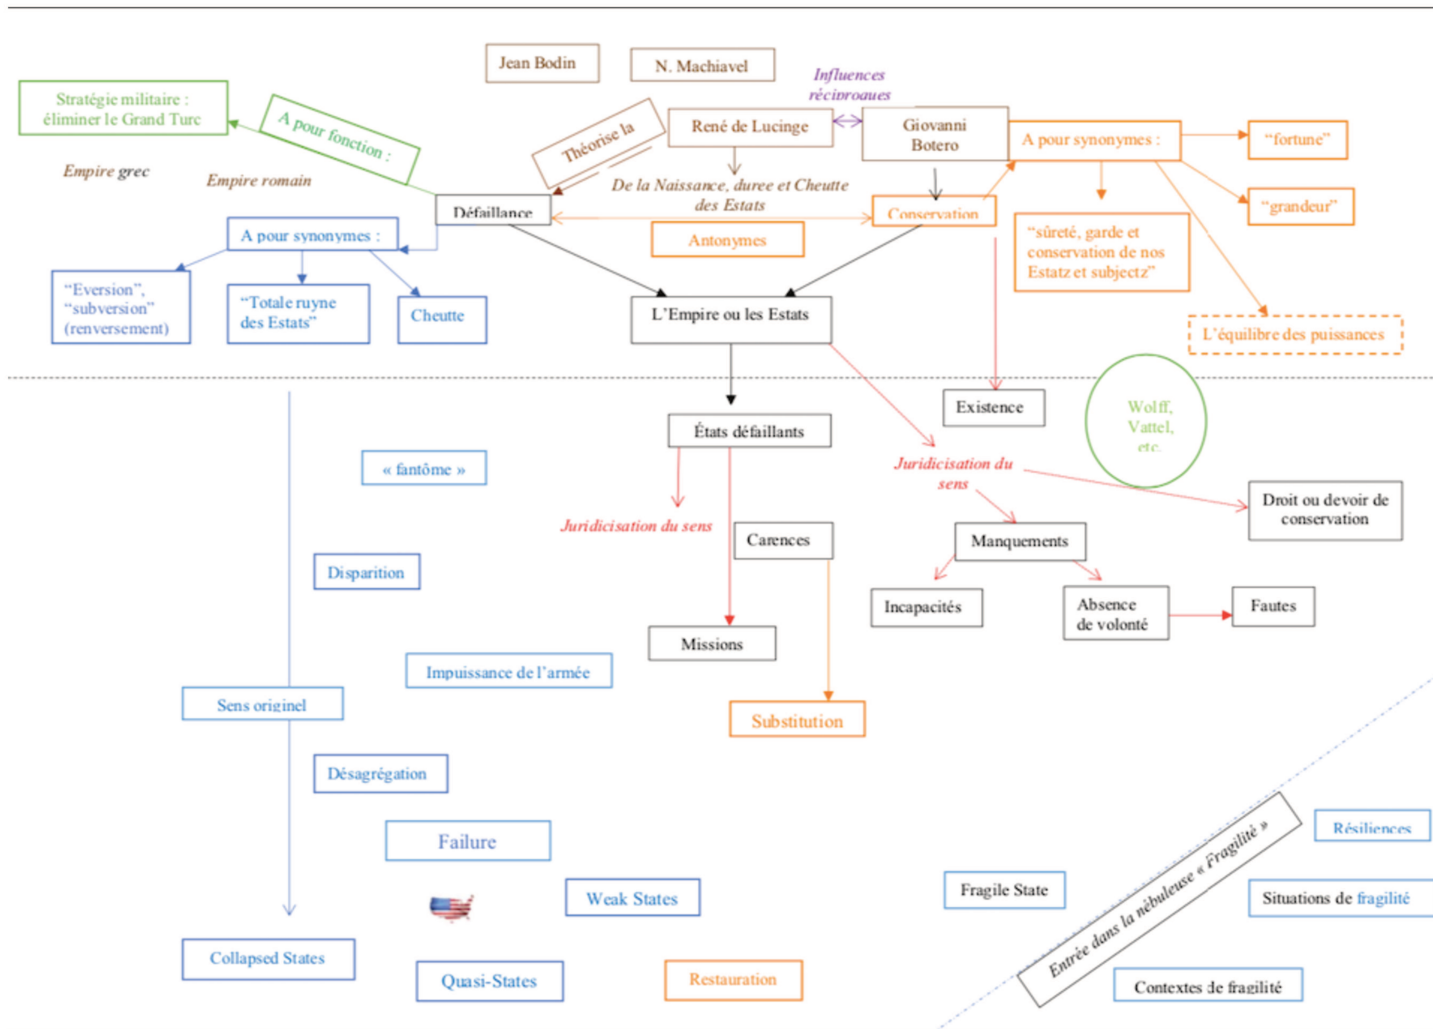 Jean Bodin
N. Machiavel
Influences
réciproques
Stratégie militaire :
éliminer le Grand Turc
A pour fonction :
Théorise la
René de Lucinge
Giovanni
Botero
A pour synonymes :
“fortune”
Empire grec
Empire romain
De la Naissance, duree et Cheutte
des Estats
Défaillance
Conservation
“grandeur”
A pour synonymes :
Antonymes
“sûreté, garde et
conservation de nos
Estatz et subjectz”
“Eversion”,
“subversion”
(renversement)
“Totale ruyne
des Estats”
Cheutte
L’Empire ou les Estats
L’équilibre des puissances
Existence
Wolff,
Vattel,
etc.
États défaillants
« fantôme »
Juridicisation du
sens
Droit ou devoir de
conservation
Juridicisation du sens
Carences
Manquements
Disparition
Incapacités
Absence
de volonté
Fautes
Missions
Impuissance de l’armée
Sens originel
Substitution
Désagrégation
Failure
Entrée dans la nébuleuse « Fragilité »
Résiliences
Weak States
Fragile State
Situations de fragilité
Collapsed States
Quasi-States
Restauration
Contextes de fragilité